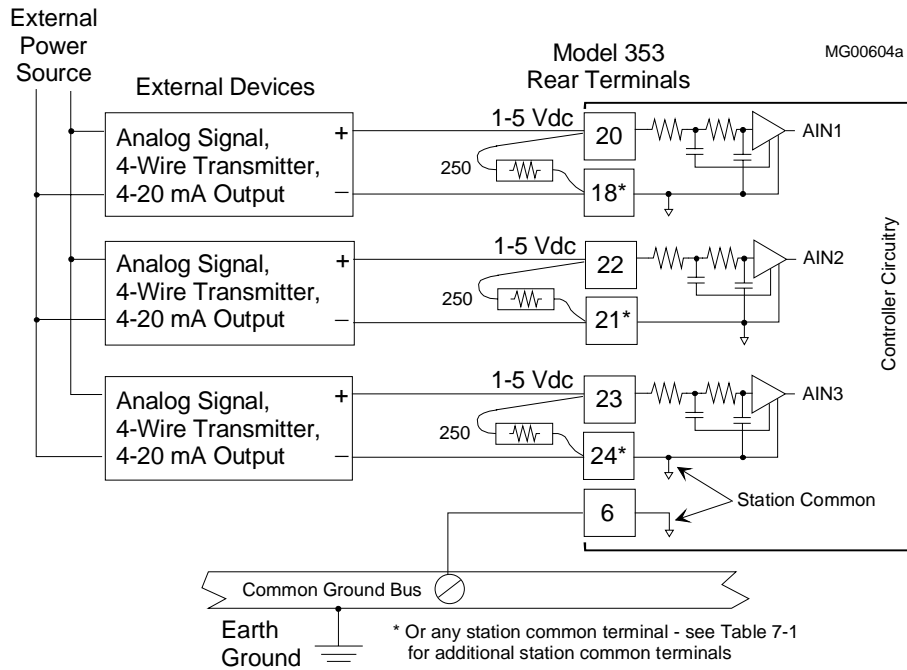 External
Power
Source
External Devices
Model 353
Rear Terminals
MG00604a
Analog Signal,
4-Wire Transmitter,
4-20 mA Output
+
–
1-5 Vdc
250
20
18*
AIN1
Analog Signal,
4-Wire Transmitter,
4-20 mA Output
+
–
1-5 Vdc
250
22
21*
AIN2
Controller Circuitry
Analog Signal,
4-Wire Transmitter,
4-20 mA Output
+
–
1-5 Vdc
250
23
24*
AIN3
6
Station Common
Common Ground Bus
Earth
Ground
* Or any station common terminal - see Table 7-1
for additional station common terminals